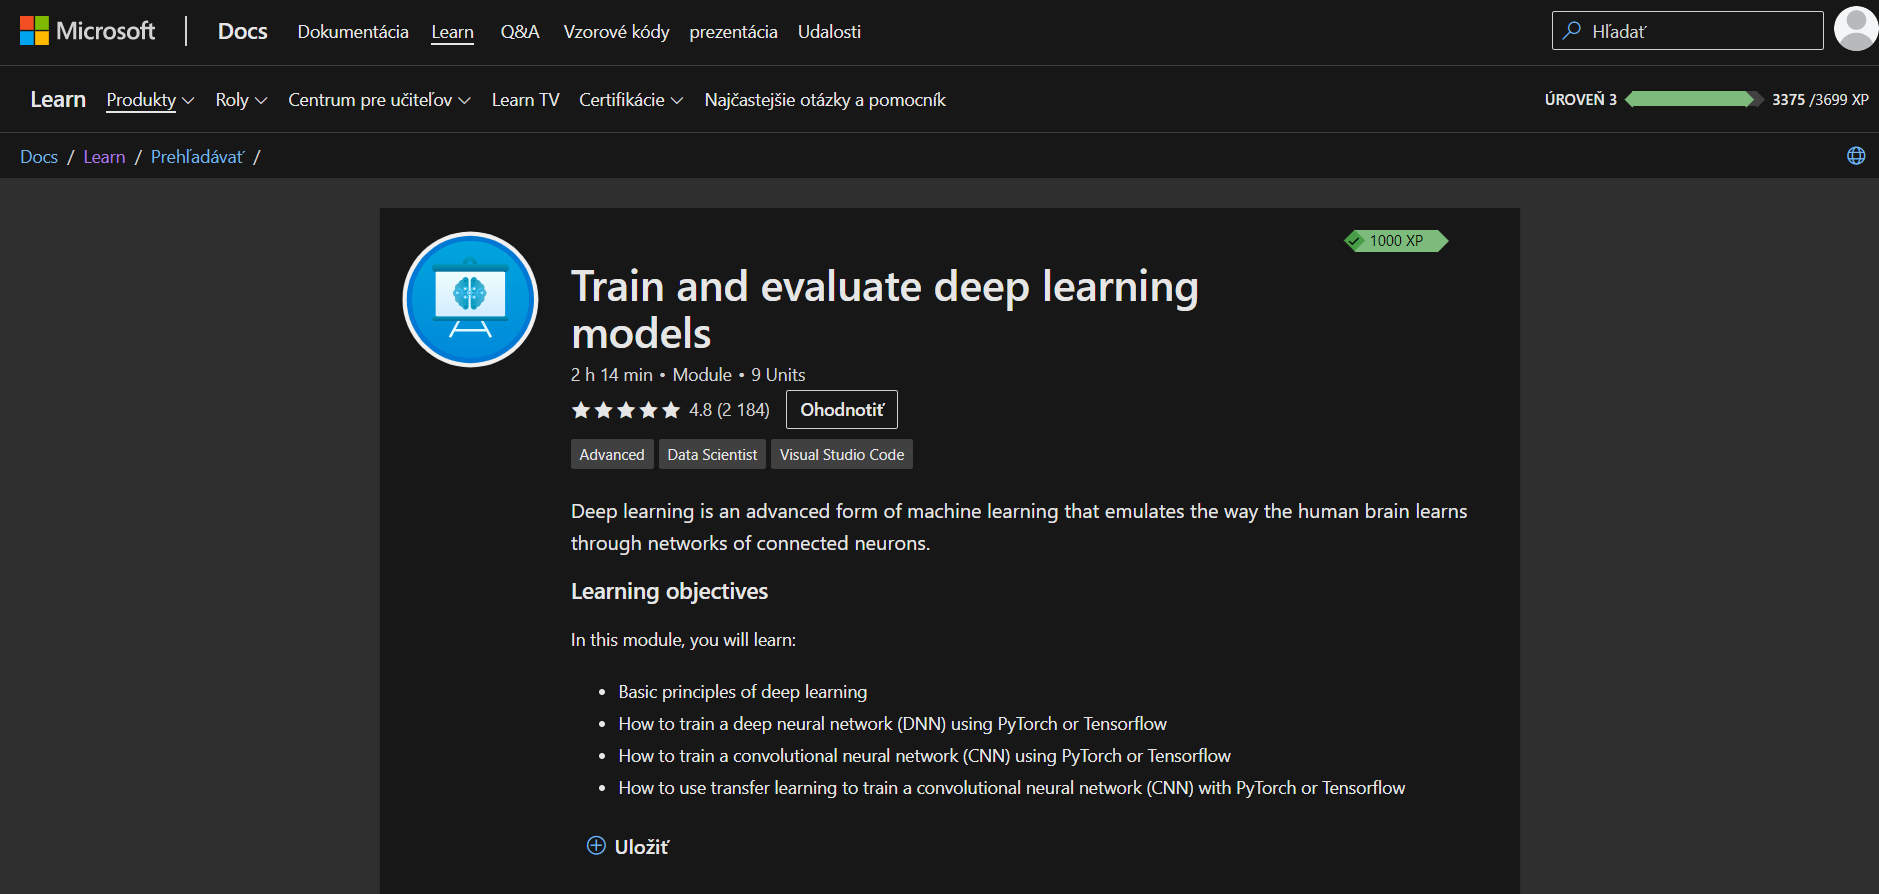 Microsoft Docs Dokumentácia Learn Q&A Vzorové kódy prezentácia Udalosti Hľadať
Learn Produkty Roly Centrum pre učiteľov Learn TV Certifikácie Najčastejšie otázky a pomocník ÚROVEŇ 3 3375 /3699 XP
Docs / Learn / Prehľadávať /
1000 XP
Train and evaluate deep learning
models
2 h 14 min • Module • 9 Units
4.8 (2 184) Ohodnotiť
Advanced Data Scientist Visual Studio Code
Deep learning is an advanced form of machine learning that emulates the way the human brain learns
through networks of connected neurons.
Learning objectives
In this module, you will learn:
• Basic principles of deep learning
• How to train a deep neural network (DNN) using PyTorch or Tensorflow
• How to train a convolutional neural network (CNN) using PyTorch or Tensorflow
• How to use transfer learning to train a convolutional neural network (CNN) with PyTorch or Tensorflow
Uložiť